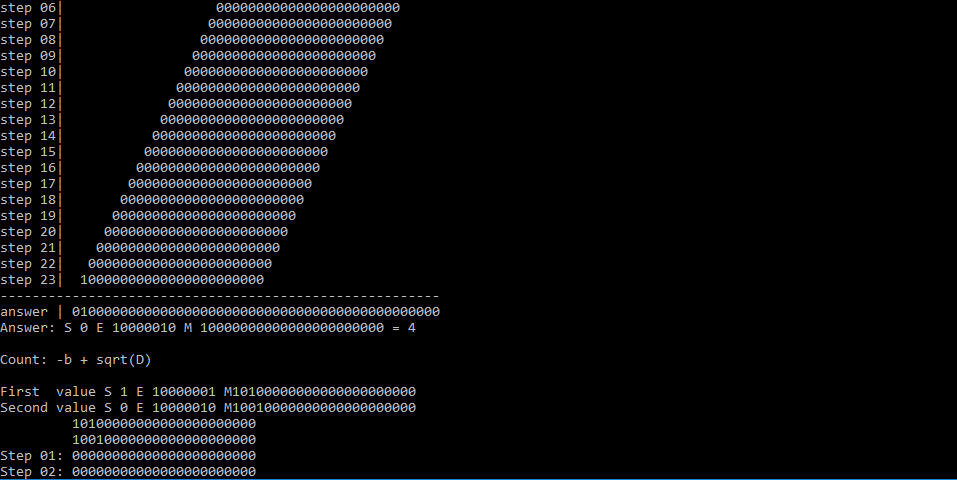 step 06|                   00000000000000000000000
step 07|                  00000000000000000000000
step 08|                 00000000000000000000000
step 09|                00000000000000000000000
step 10|               00000000000000000000000
step 11|              00000000000000000000000
step 12|             00000000000000000000000
step 13|            00000000000000000000000
step 14|           00000000000000000000000
step 15|          00000000000000000000000
step 16|         00000000000000000000000
step 17|        00000000000000000000000
step 18|       00000000000000000000000
step 19|      00000000000000000000000
step 20|     00000000000000000000000
step 21|    00000000000000000000000
step 22|   00000000000000000000000
step 23|  10000000000000000000000
-------------------------------------------------------
answer | 0100000000000000000000000000000000000000000000
Answer: S 0 E 10000010 M 10000000000000000000000 = 4

Count: -b + sqrt(D)

First  value S 1 E 10000001 M10100000000000000000000
Second value S 0 E 10000010 M10010000000000000000000
         10100000000000000000000
         10010000000000000000000
Step 01: 00000000000000000000000
Step 02: 00000000000000000000000